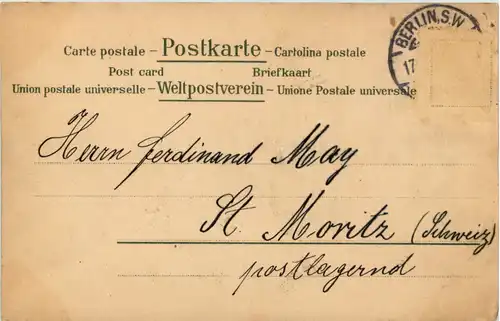 Carte postale – Postkarte – Cartolina postale
Post card Briefkaart
Union postale universelle – Weltpostverein – Unione Postale universale
BERLIN, S.W
17
Herrn Ferdinand May
St. Moritz (Schweiz)
postlagernd